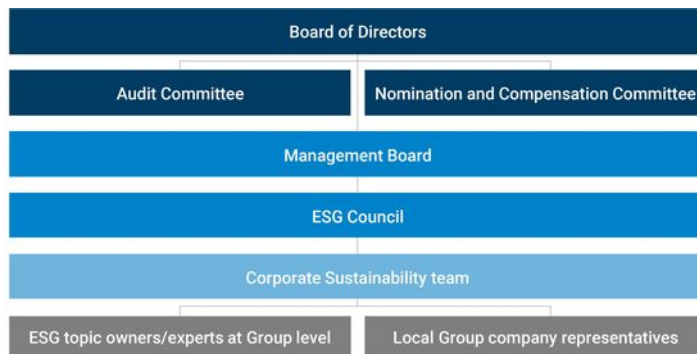 Board of Directors
Audit Committee
Nomination and Compensation Committee
Management Board
ESG Council
Corporate Sustainability team
ESG topic owners/experts at Group level
Local Group company representatives